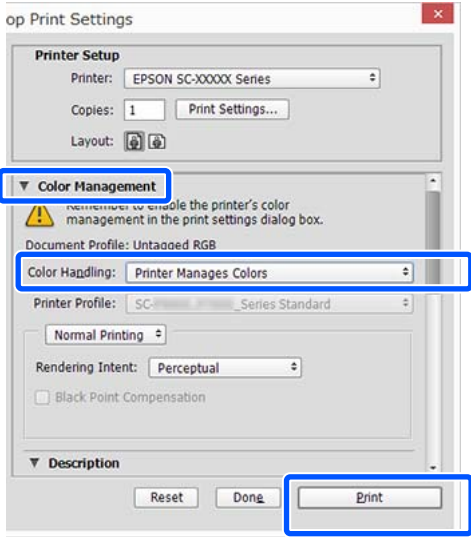 op Print Settings
Printer Setup
Printer: EPSON SC-XXXXX Series
Copies: 1 Print Settings...
Layout:
Color Management
Remember to enable the printer's color
management in the print settings dialog box.
Document Profile: Untagged RGB
Color Handling: Printer Manages Colors
Printer Profile: SC- _Series Standard
Normal Printing
Rendering Intent: Perceptual
Black Point Compensation
Description
Reset Done Print